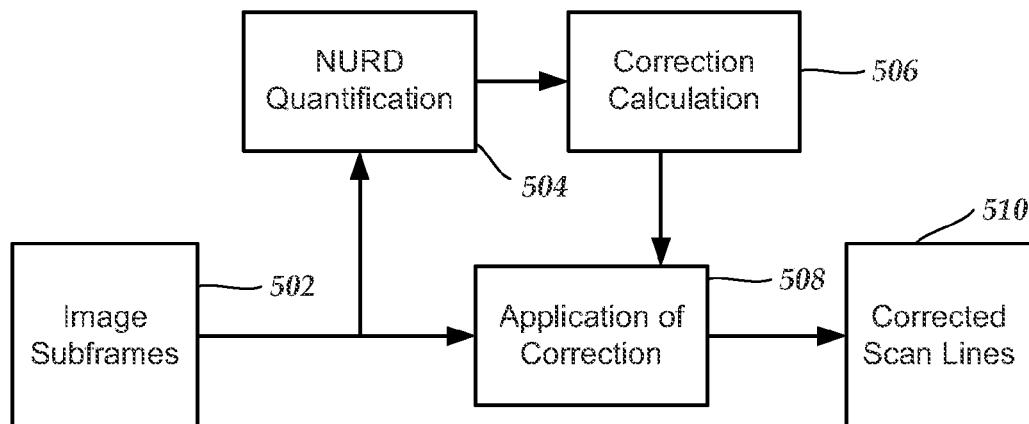 NURD
Quantification
504
Correction
Calculation
506
Image
Subframes
502
Application of
Correction
508
Corrected
Scan Lines
510